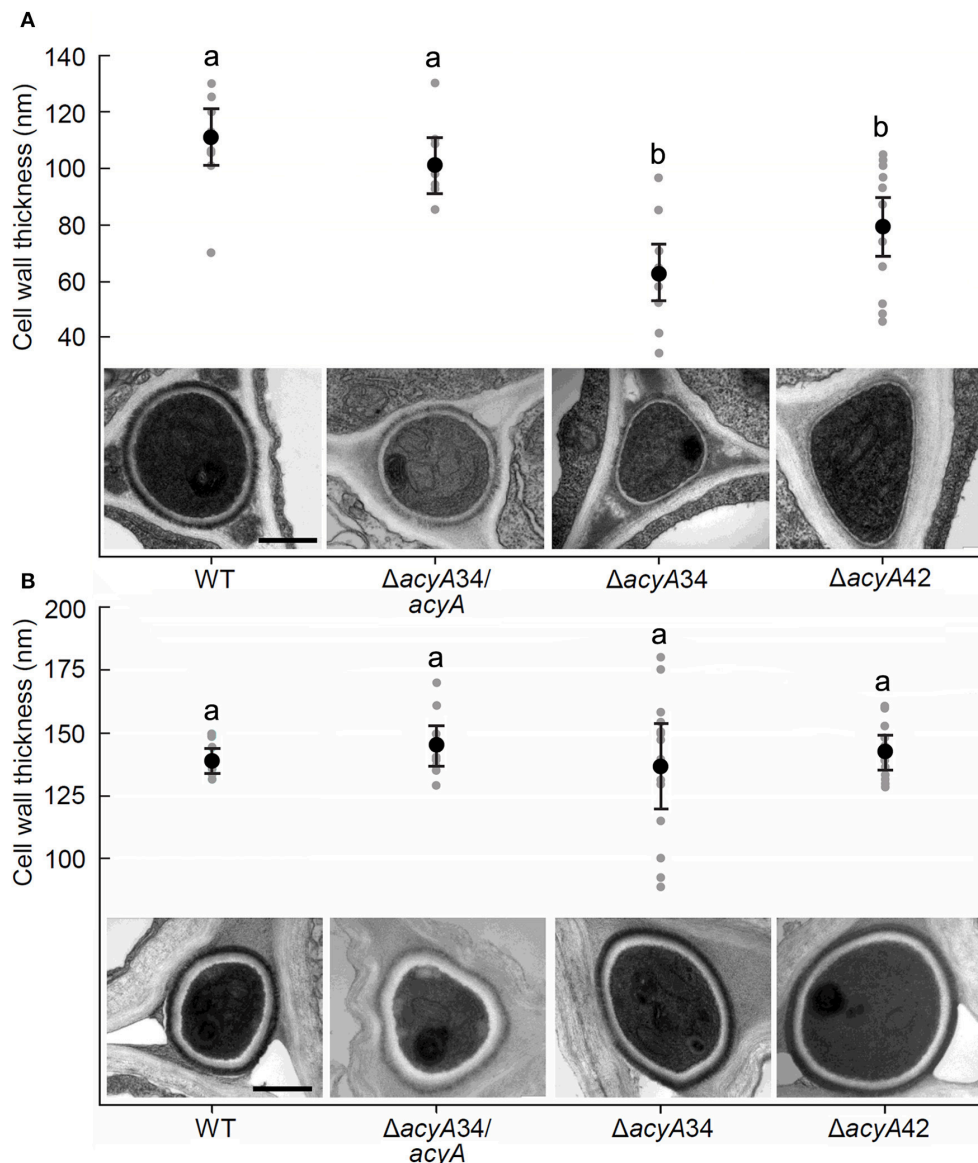 A
Cell wall thickness (nm)
140
120
100
80
60
40
a
a
b
b
WT
ΔacyA34/
acyA
ΔacyA34
ΔacyA42
B
Cell wall thickness (nm)
200
175
150
125
100
a
a
a
a
WT
ΔacyA34/
acyA
ΔacyA34
ΔacyA42